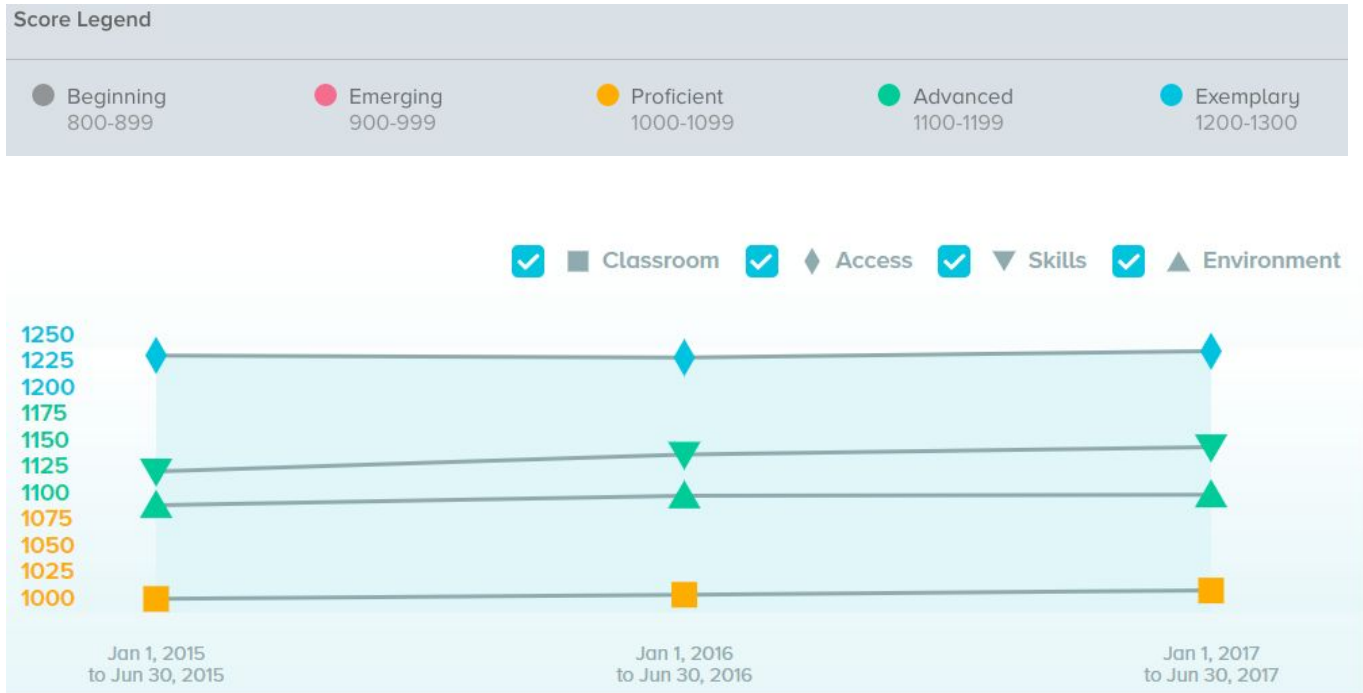 Score Legend
Beginning
800-899
Emerging
900-999
Proficient
1000-1099
Advanced
1100-1199
Exemplary
1200-1300
Classroom
Access
Skills
Environment
1250
1225
1200
1175
1150
1125
1100
1075
1050
1025
1000
Jan 1, 2015
to Jun 30, 2015
Jan 1, 2016
to Jun 30, 2016
Jan 1, 2017
to Jun 30, 2017